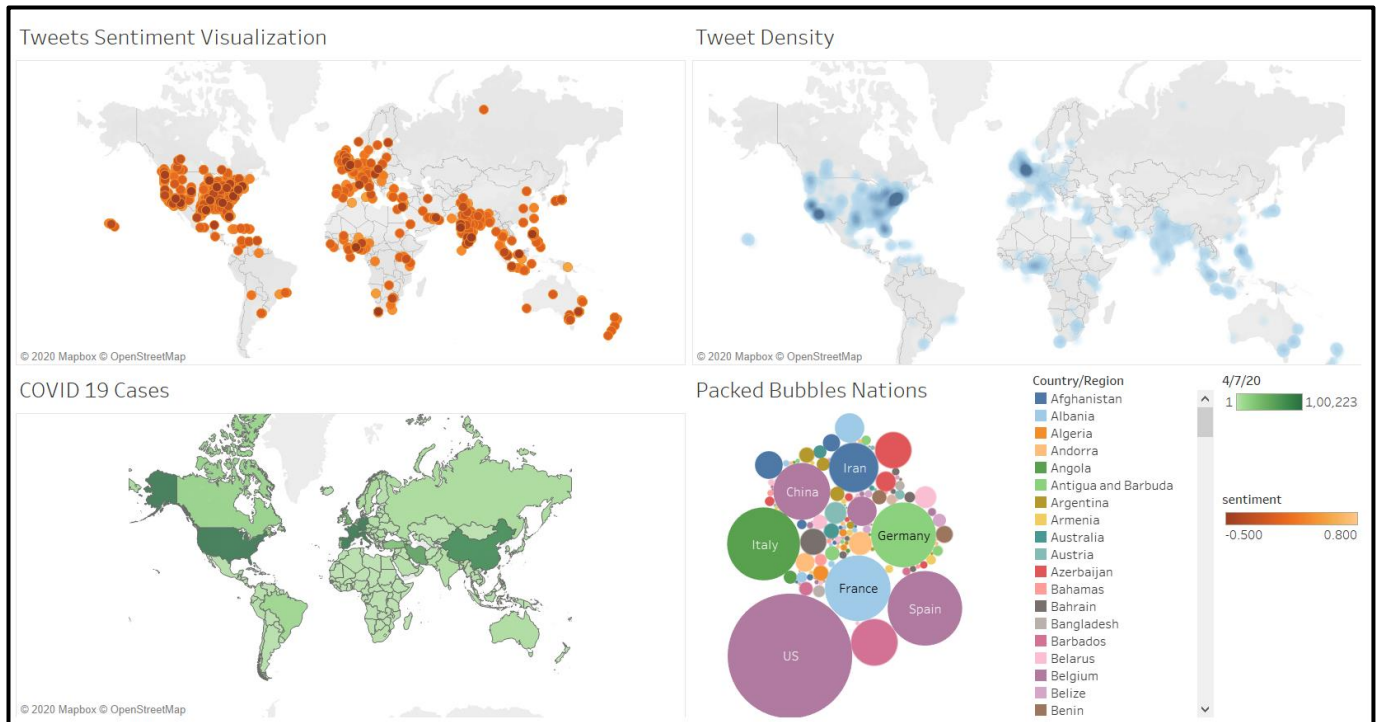 Tweets Sentiment Visualization
Tweet Density
© 2020 Mapbox © OpenStreetMap
© 2020 Mapbox © OpenStreetMap
COVID 19 Cases
© 2020 Mapbox © OpenStreetMap
Packed Bubbles Nations
Iran
China
Italy
Germany
France
Spain
US
Country/Region
Afghanistan
Albania
Algeria
Andorra
Angola
Antigua and Barbuda
Argentina
Armenia
Australia
Austria
Azerbaijan
Bahamas
Bahrain
Bangladesh
Barbados
Belarus
Belgium
Belize
Benin
4/7/20
1 1,00,223
sentiment
-0.500 0.800